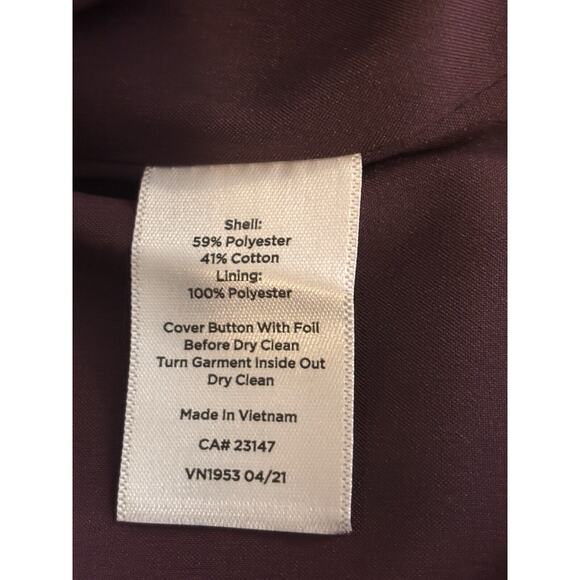 Shell:
59% Polyester
41% Cotton
Lining:
100% Polyester
Cover Button With Foil
Before Dry Clean
Turn Garment Inside Out
Dry Clean
Made In Vietnam
CA# 23147
VN1953 04/21